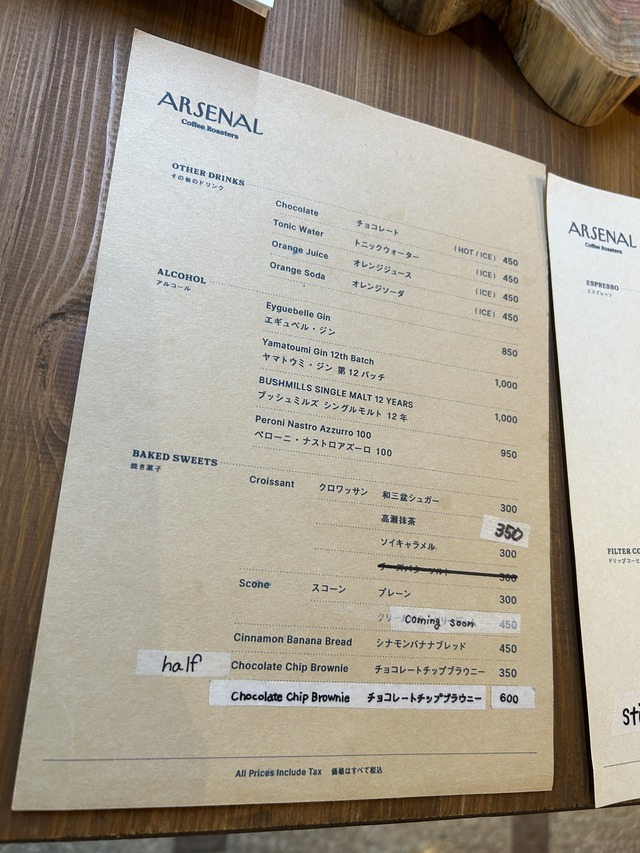 ARSENAL
Coffee Roasters
OTHER DRINKS
その他のドリンク
Chocolate チョコレート (HOT / ICE) 450
Tonic Water トニックウォーター (ICE) 450
Orange Juice オレンジジュース (ICE) 450
Orange Soda オレンジソーダ (ICE) 450
ALCOHOL
アルコール
Eyguebelle Gin
エギュベル・ジン 850
Yamatoumi Gin 12th Batch
ヤマトウミ・ジン 第12バッチ 1,000
BUSHMILLS SINGLE MALT 12 YEARS
ブッシュミルズ シングルモルト 12年 1,000
Peroni Nastro Azzurro 100
ペローニ・ナストロアズーロ 100 950
BAKED SWEETS
焼き菓子
Croissant クロワッサン 和三盆シュガー 300
高瀬抹茶 350
ソイキャラメル 300
300
Scone スコーン プレーン 300
coming soon 450
Cinnamon Banana Bread シナモンバナナブレッド 450
half Chocolate Chip Brownie チョコレートチップブラウニー 350
Chocolate Chip Brownie チョコレートチップブラウニー 600
All Prices Include Tax 価格はすべて税込
ARSENAL
Coffee Roasters
ESPRESSO
エスプレッソ
FILTER CO
ドリップコーヒ
sti